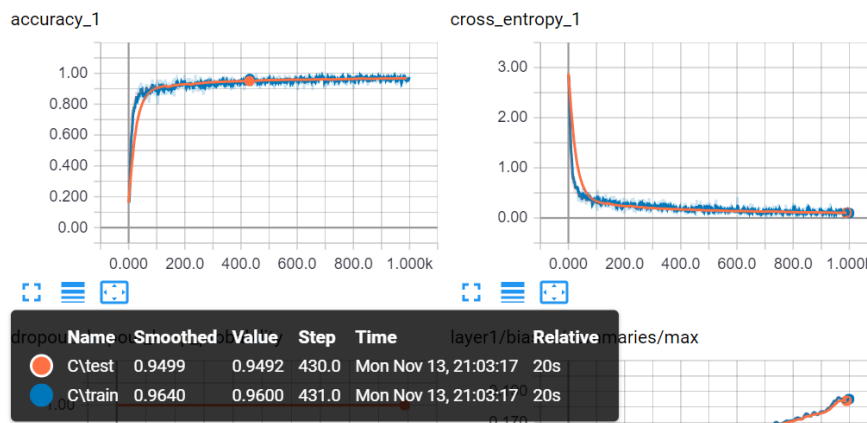 accuracy_1
cross_entropy_1
1.00
0.800
0.600
0.400
0.200
0.00
0.000 200.0 400.0 600.0 800.0 1.000k
3.00
2.00
1.00
0.00
0.000 200.0 400.0 600.0 800.0 1.000
layer1/bia maries/max
Name Smoothed Value Step Time Relative
C\test 0.9499 0.9492 430.0 Mon Nov 13, 21:03:17 20s
C\train 0.9640 0.9600 431.0 Mon Nov 13, 21:03:17 20s
1.00
0.170